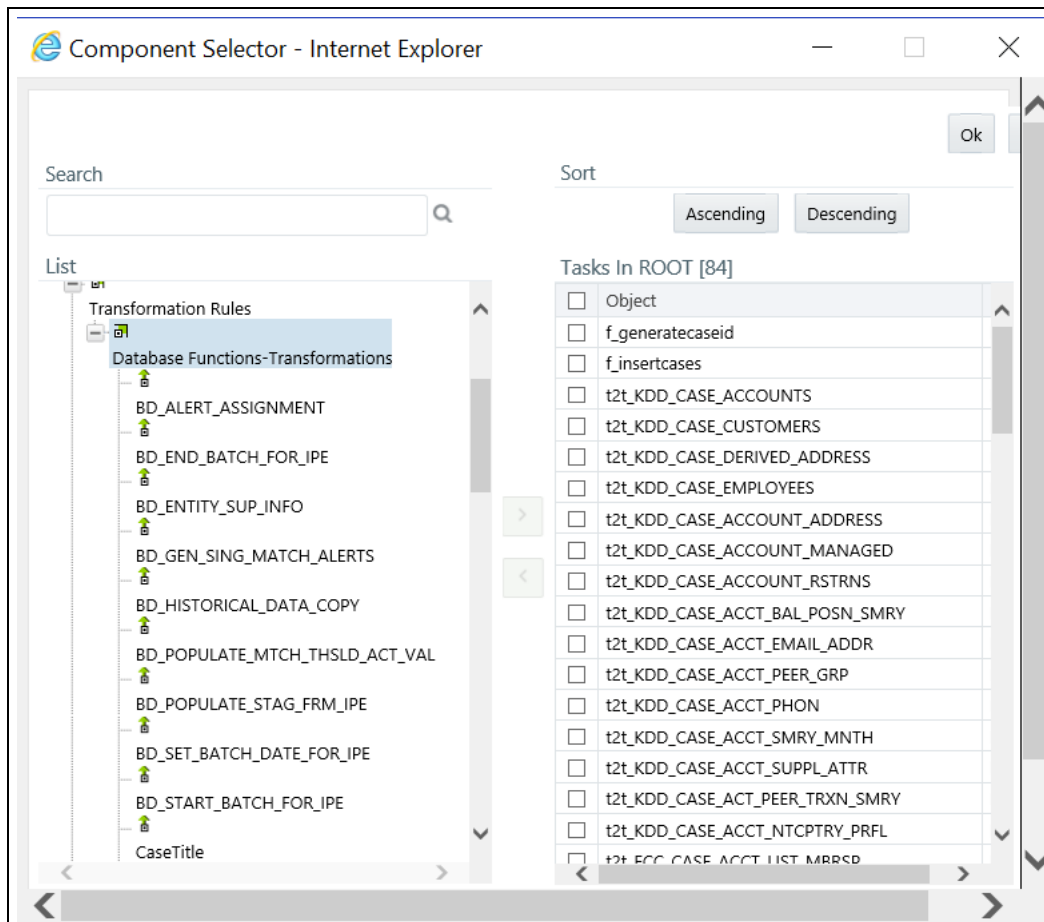 Component Selector - Internet Explorer
Ok
Search
Sort
Ascending
Descending
List
Tasks In ROOT [84]
Transformation Rules
Database Functions-Transformations
BD_ALERT_ASSIGNMENT
BD_END_BATCH_FOR_IPE
BD_ENTITY_SUP_INFO
BD_GEN_SING_MATCH_ALERTS
BD_HISTORICAL_DATA_COPY
BD_POPULATE_MTCH_THSLD_ACT_VAL
BD_POPULATE_STAG_FRM_IPE
BD_SET_BATCH_DATE_FOR_IPE
BD_START_BATCH_FOR_IPE
CaseTitle
Object
f_generatecaseid
f_insertcases
t2t_KDD_CASE_ACCOUNTS
t2t_KDD_CASE_CUSTOMERS
t2t_KDD_CASE_DERIVED_ADDRESS
t2t_KDD_CASE_EMPLOYEES
t2t_KDD_CASE_ACCOUNT_ADDRESS
t2t_KDD_CASE_ACCOUNT_MANAGED
t2t_KDD_CASE_ACCOUNT_RSTRNS
t2t_KDD_CASE_ACCT_BAL_POSN_SMRY
t2t_KDD_CASE_ACCT_EMAIL_ADDR
t2t_KDD_CASE_ACCT_PEER_GRP
t2t_KDD_CASE_ACCT_PHON
t2t_KDD_CASE_ACCT_SMRY_MNTH
t2t_KDD_CASE_ACCT_SUPPL_ATTR
t2t_KDD_CASE_ACT_PEER_TRXN_SMRY
t2t_KDD_CASE_ACCT_NTCPTRY_PRFL
t2t_FCC_CASE_ACCT_LIST_MBRSP